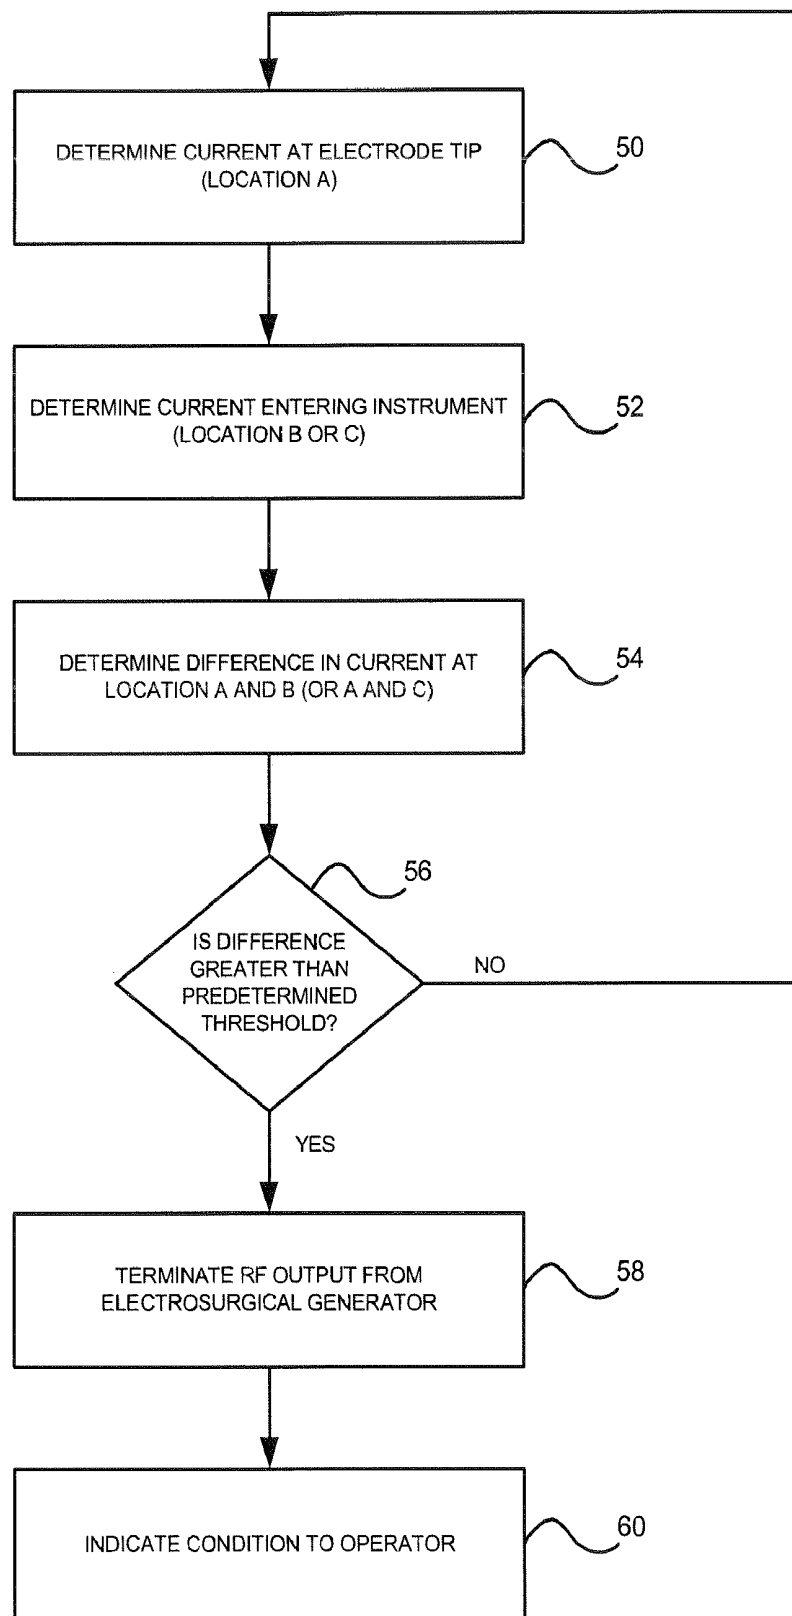 DETERMINE CURRENT AT ELECTRODE TIP
(LOCATION A)
50
DETERMINE CURRENT ENTERING INSTRUMENT
(LOCATION B OR C)
52
DETERMINE DIFFERENCE IN CURRENT AT
LOCATION A AND B (OR A AND C)
54
56
IS DIFFERENCE
GREATER THAN
PREDETERMINED
THRESHOLD?
NO
YES
TERMINATE RF OUTPUT FROM
ELECTROSURGICAL GENERATOR
58
INDICATE CONDITION TO OPERATOR
60